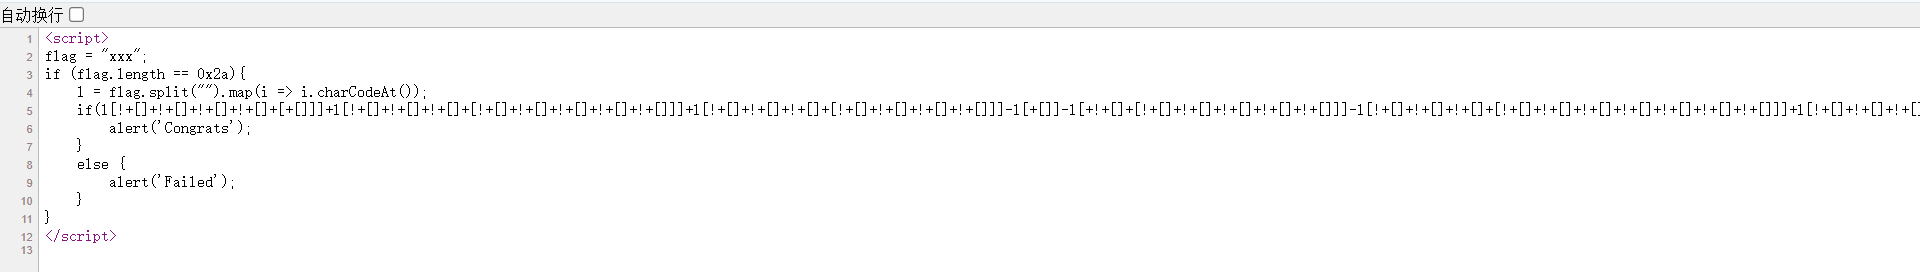 自动换行
1 <script>
2 flag = "xxx";
3 if (flag.length == 0x2a){
4 l = flag.split("").map(i => i.charCodeAt());
5 if(l[!+[]+!+[]+!+[]+!+[]+[+[]]]+l[!+[]+!+[]+!+[]+[!+[]+!+[]+!+[]+!+[]+!+[]]]+l[!+[]+!+[]+!+[]+[!+[]+!+[]+!+[]+!+[]]]-l[+[]]-l[+!+[]+[!+[]+!+[]+!+[]+!+[]+!+[]]]-l[!+[]+!+[]+!+[]+[!+[]+!+[]+!+[]+!+[]+!+[]+!+[]+!+[]]]+l[!+[]+!+[]+!+[
6 alert('Congrats');
7 }
8 else {
9 alert('Failed');
10 }
11 }
12 </script>
13